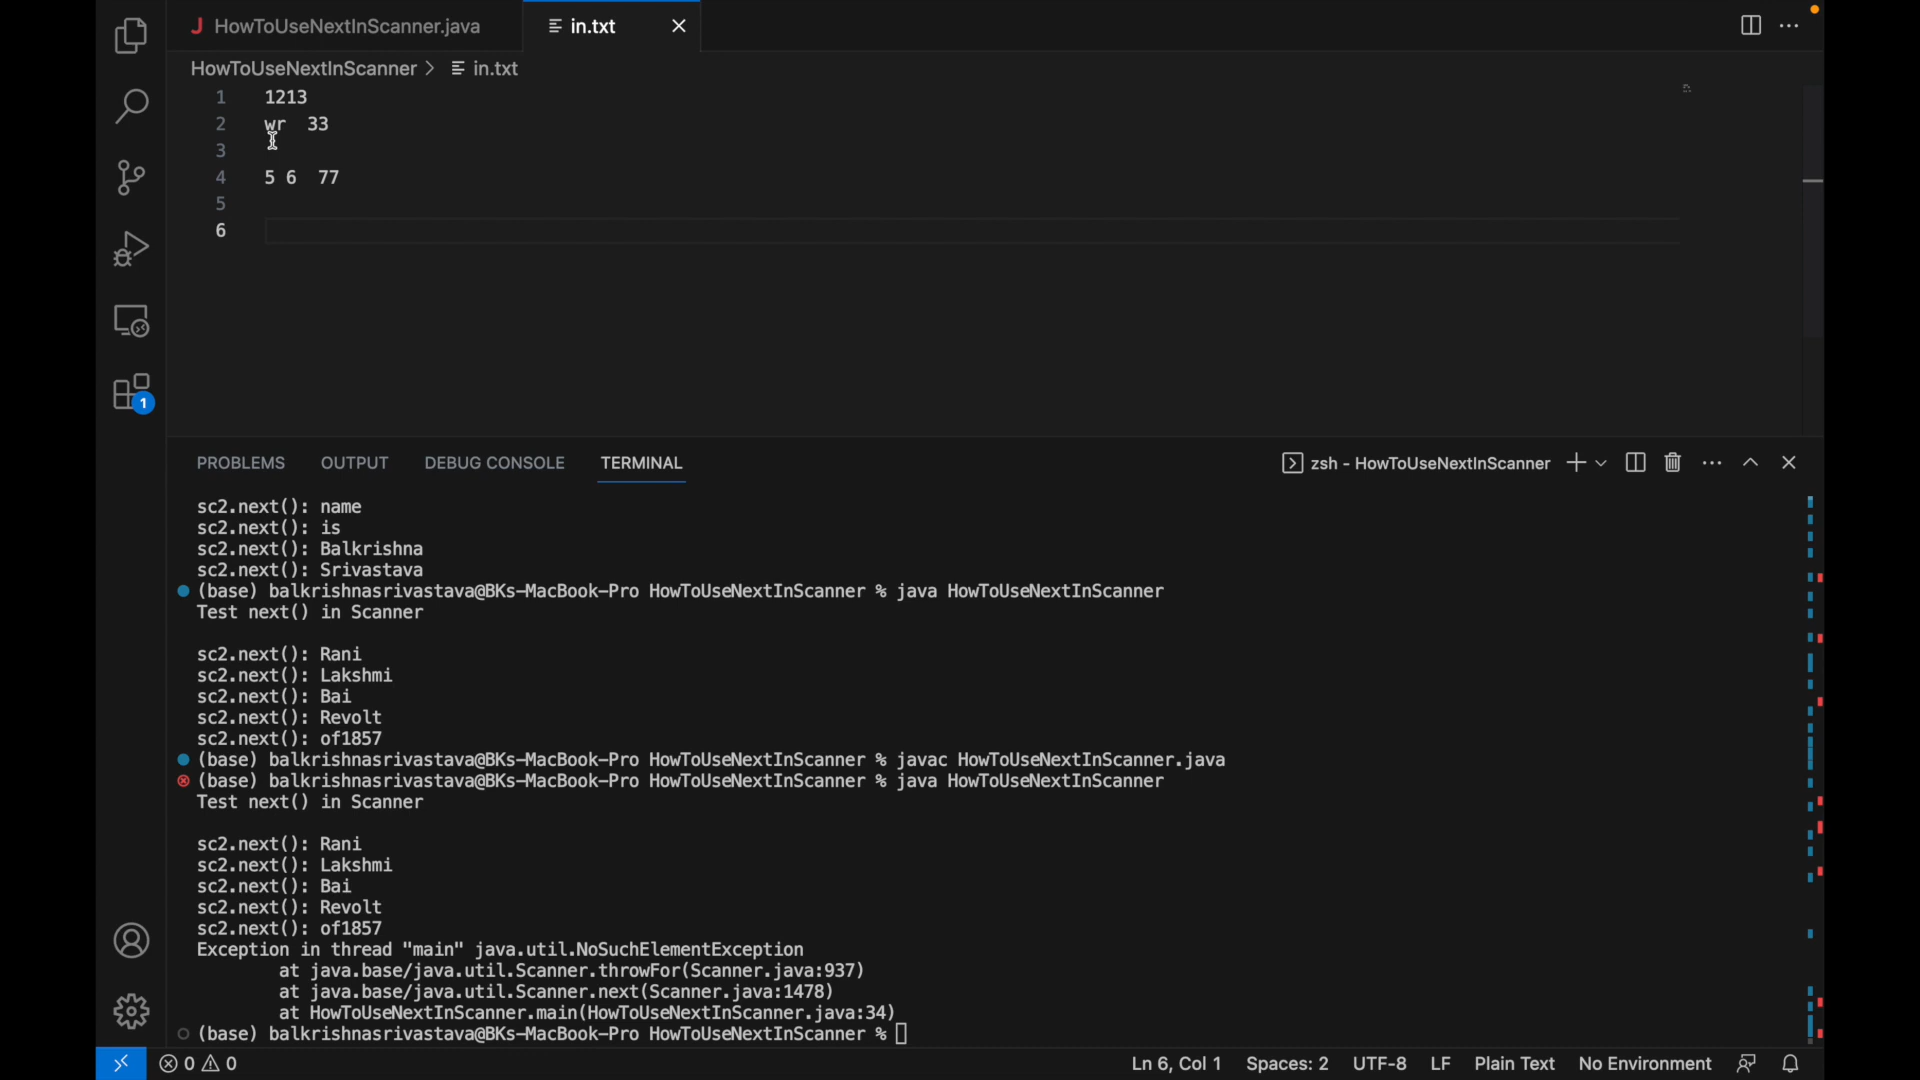 HowToUseNextInScanner.java in.txt
HowToUseNextInScanner > in.txt
1 1213
2 wr  33
3
4 5 6  77
5
6
1
PROBLEMS OUTPUT DEBUG CONSOLE TERMINAL zsh - HowToUseNextInScanner
sc2.next(): name
sc2.next(): is
sc2.next(): Balkrishna
sc2.next(): Srivastava
(base) balkrishnasrivastava@BKs-MacBook-Pro HowToUseNextInScanner % java HowToUseNextInScanner
Test next() in Scanner
sc2.next(): Rani
sc2.next(): Lakshmi
sc2.next(): Bai
sc2.next(): Revolt
sc2.next(): of1857
(base) balkrishnasrivastava@BKs-MacBook-Pro HowToUseNextInScanner % javac HowToUseNextInScanner.java
(base) balkrishnasrivastava@BKs-MacBook-Pro HowToUseNextInScanner % java HowToUseNextInScanner
Test next() in Scanner
sc2.next(): Rani
sc2.next(): Lakshmi
sc2.next(): Bai
sc2.next(): Revolt
sc2.next(): of1857
Exception in thread "main" java.util.NoSuchElementException
at java.base/java.util.Scanner.throwFor(Scanner.java:937)
at java.base/java.util.Scanner.next(Scanner.java:1478)
at HowToUseNextInScanner.main(HowToUseNextInScanner.java:34)
(base) balkrishnasrivastava@BKs-MacBook-Pro HowToUseNextInScanner %
0 0 Ln 6, Col 1 Spaces: 2 UTF-8 LF Plain Text No Environment